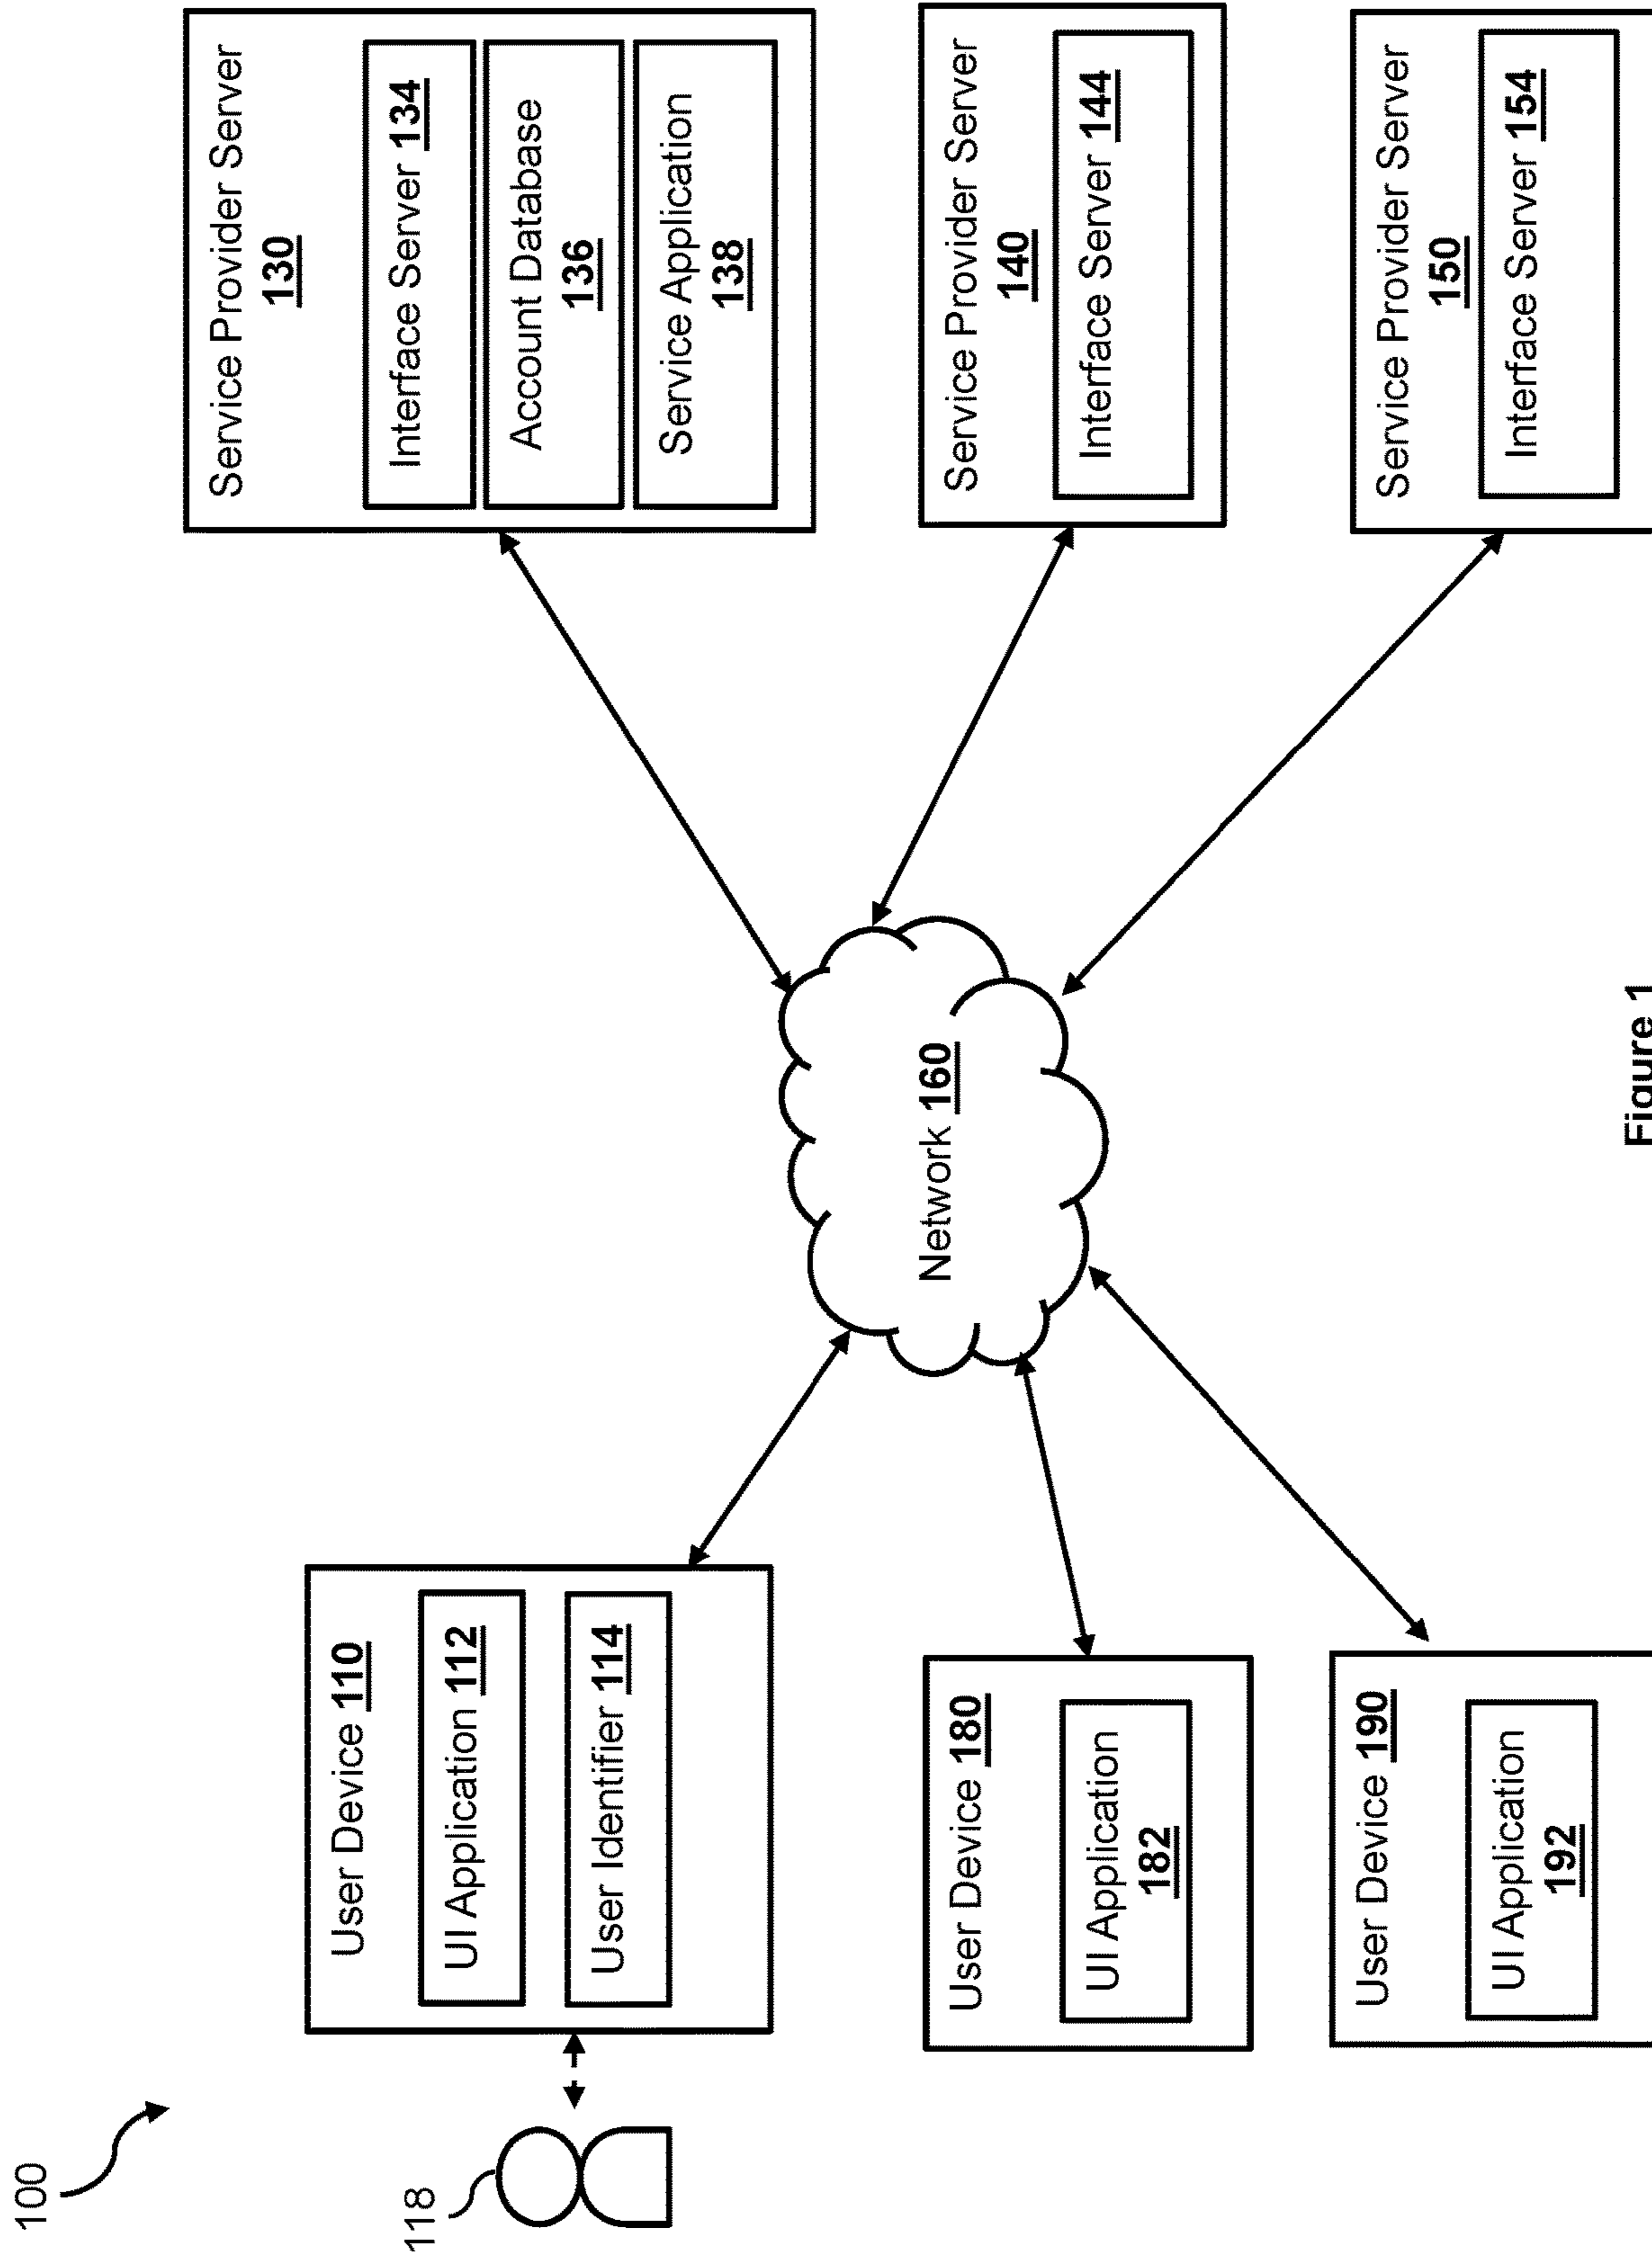 100
118
User Device 110
UI Application 112
User Identifier 114
User Device 180
UI Application
182
User Device 190
UI Application
192
Network 160
Service Provider Server
130
Interface Server 134
Account Database
136
Service Application
138
Service Provider Server
140
Interface Server 144
Service Provider Server
150
Interface Server 154
Figure 1